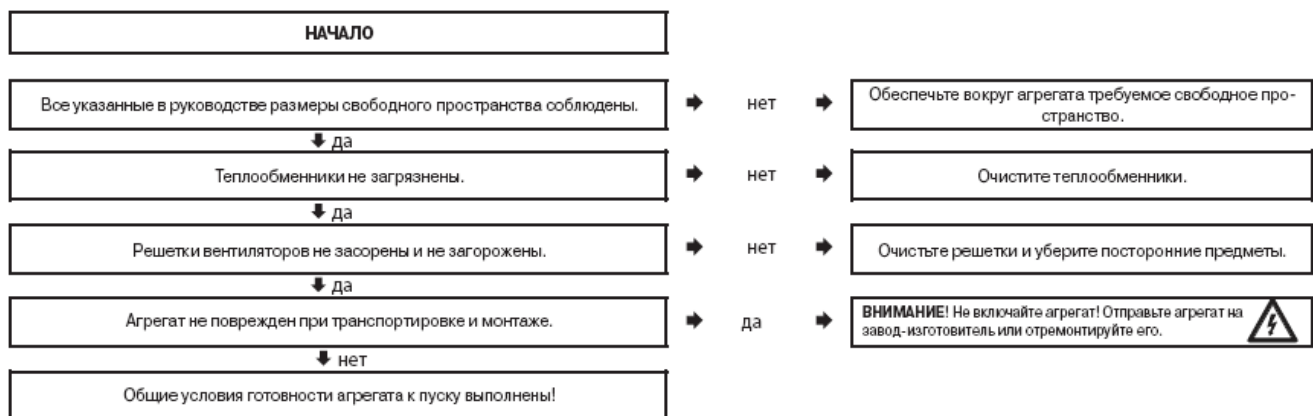 НАЧАЛО
Все указанные в руководстве размеры свободного пространства соблюдены.
нет
Обеспечьте вокруг агрегата требуемое свободное про-
странство.
да
Теплообменники не загрязнены.
нет
Очистите теплообменники.
да
Решетки вентиляторов не засорены и не загорожены.
нет
Очистьте решетки и уберите посторонние предметы.
да
Агрегат не поврежден при транспортировке и монтаже.
да
ВНИМАНИЕ! Не включайте агрегат! Отправьте агрегат на
завод-изготовитель или отремонтируйте его.
нет
Общие условия готовности агрегата к пуску выполнены!